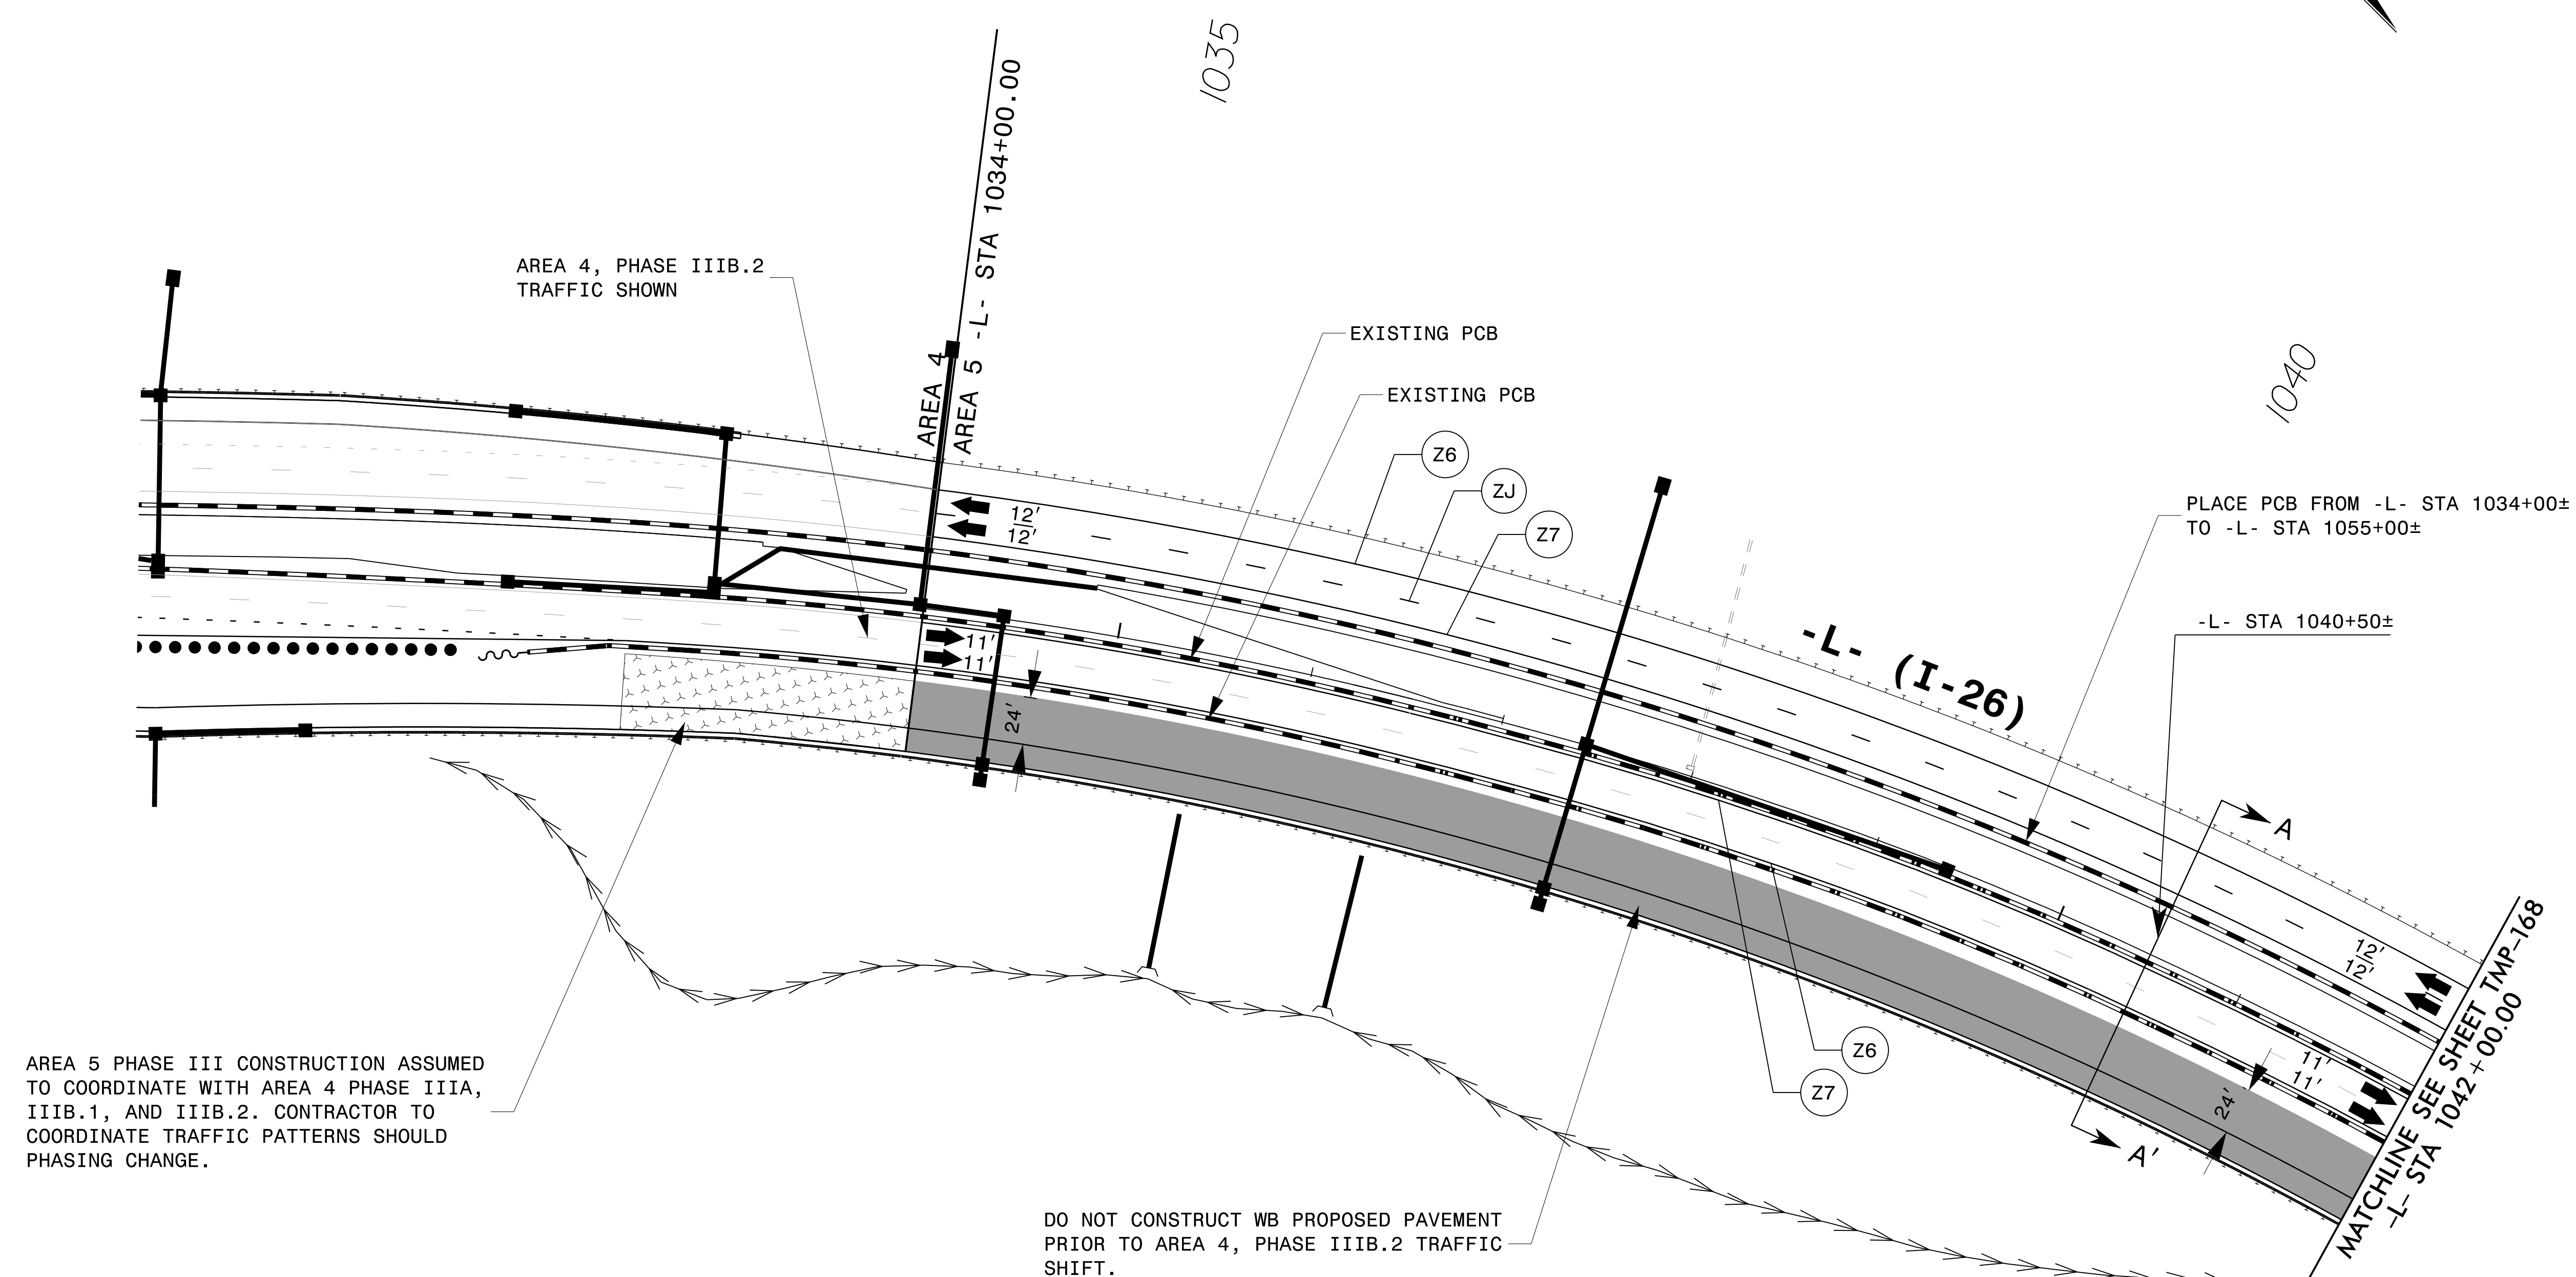 1035
-L- STA 1034+00.00
AREA 4
AREA 5
AREA 4, PHASE IIIB.2
TRAFFIC SHOWN
EXISTING PCB
EXISTING PCB
1040
Z6
ZJ
Z7
12'
12'
PLACE PCB FROM -L- STA 1034+00±
TO -L- STA 1055+00±
-L- STA 1040+50±
-L- (I-26)
11'
11'
24'
A
12'
12'
MATCHLINE SEE SHEET TMP-168
-L- STA 1042+00.00
11'
11'
24'
Z6
Z7
A'
AREA 5 PHASE III CONSTRUCTION ASSUMED
TO COORDINATE WITH AREA 4 PHASE IIIA,
IIIB.1, AND IIIB.2. CONTRACTOR TO
COORDINATE TRAFFIC PATTERNS SHOULD
PHASING CHANGE.
DO NOT CONSTRUCT WB PROPOSED PAVEMENT
PRIOR TO AREA 4, PHASE IIIB.2 TRAFFIC
SHIFT.